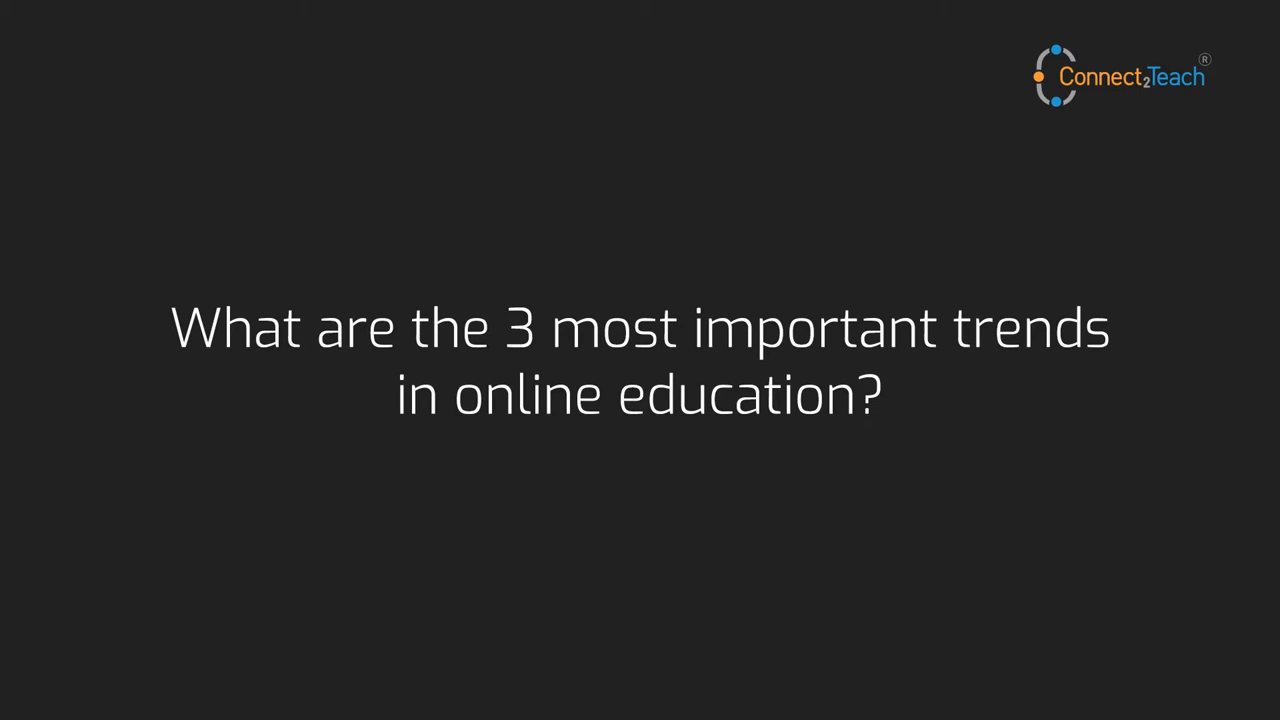 Connect2Teach®
What are the 3 most important trends
in online education?